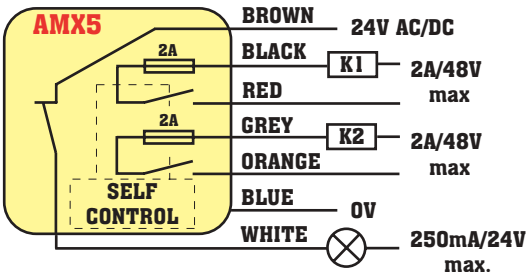 AMX5
BROWN
24V AC/DC
2A
BLACK
K1
2A/48V
max
RED
2A
GREY
K2
2A/48V
max
ORANGE
SELF
CONTROL
BLUE
0V
WHITE
250mA/24V
max.